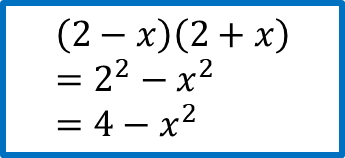 (2 − x)(2 + x)
= 2² − x²
= 4 − x²